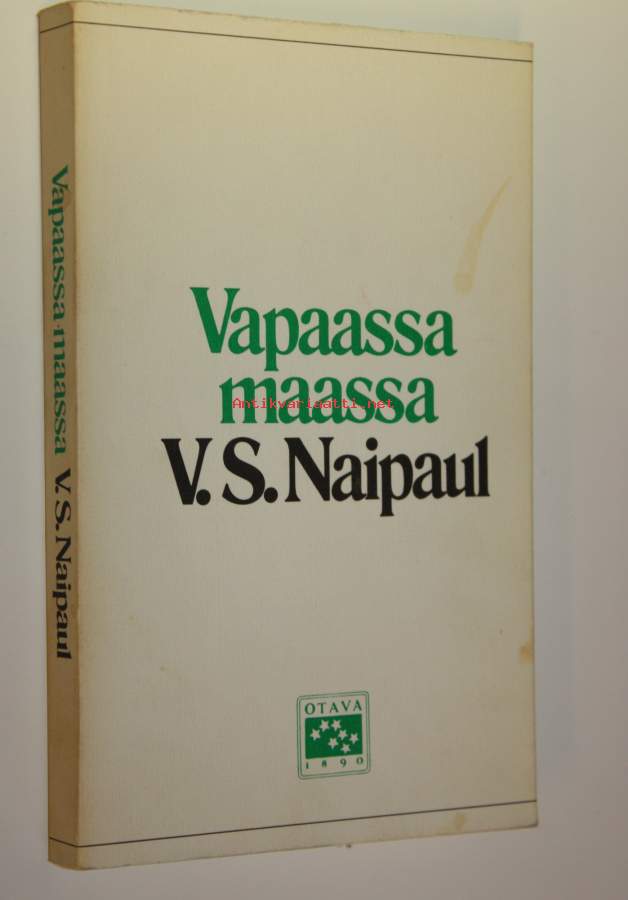 Vapaassa maassa V. S. Naipaul
Vapaassa
maassa
Antikvariaatti.net
V. S. Naipaul
OTAVA
1890